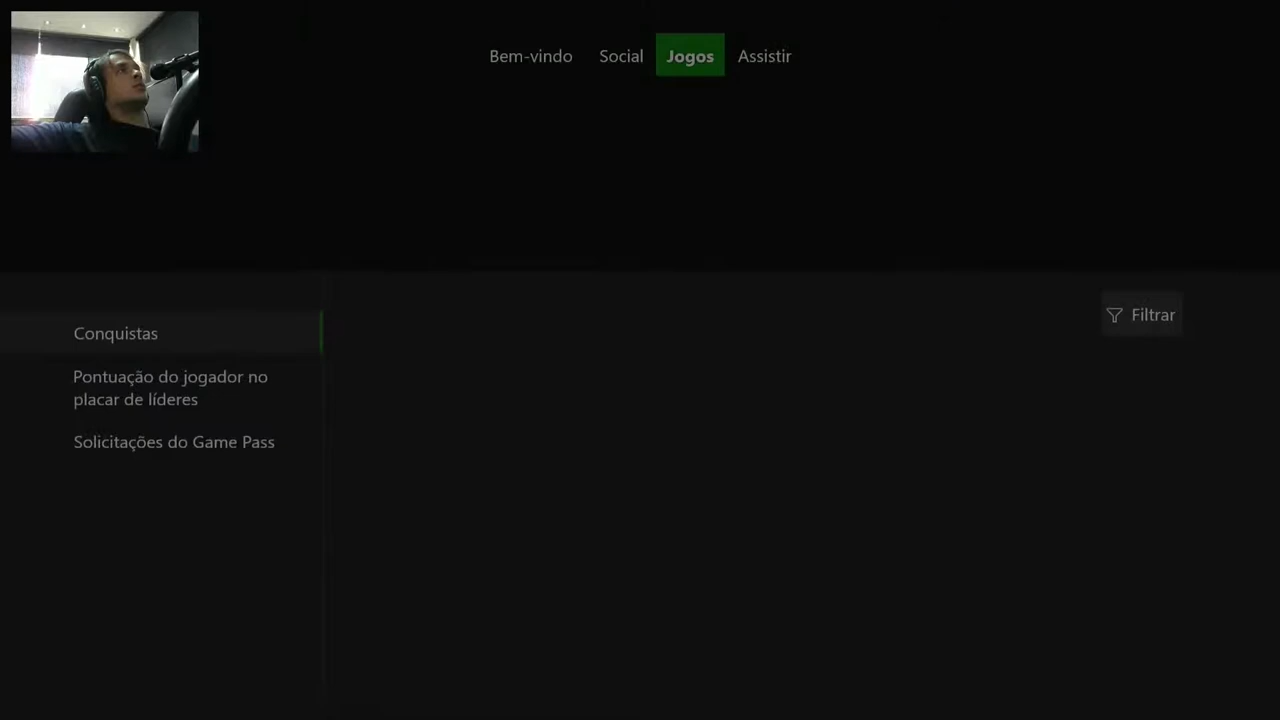 Bem-vindo Social Jogos Assistir
Filtrar
Conquistas
Pontuação do jogador no
placar de líderes
Solicitações do Game Pass